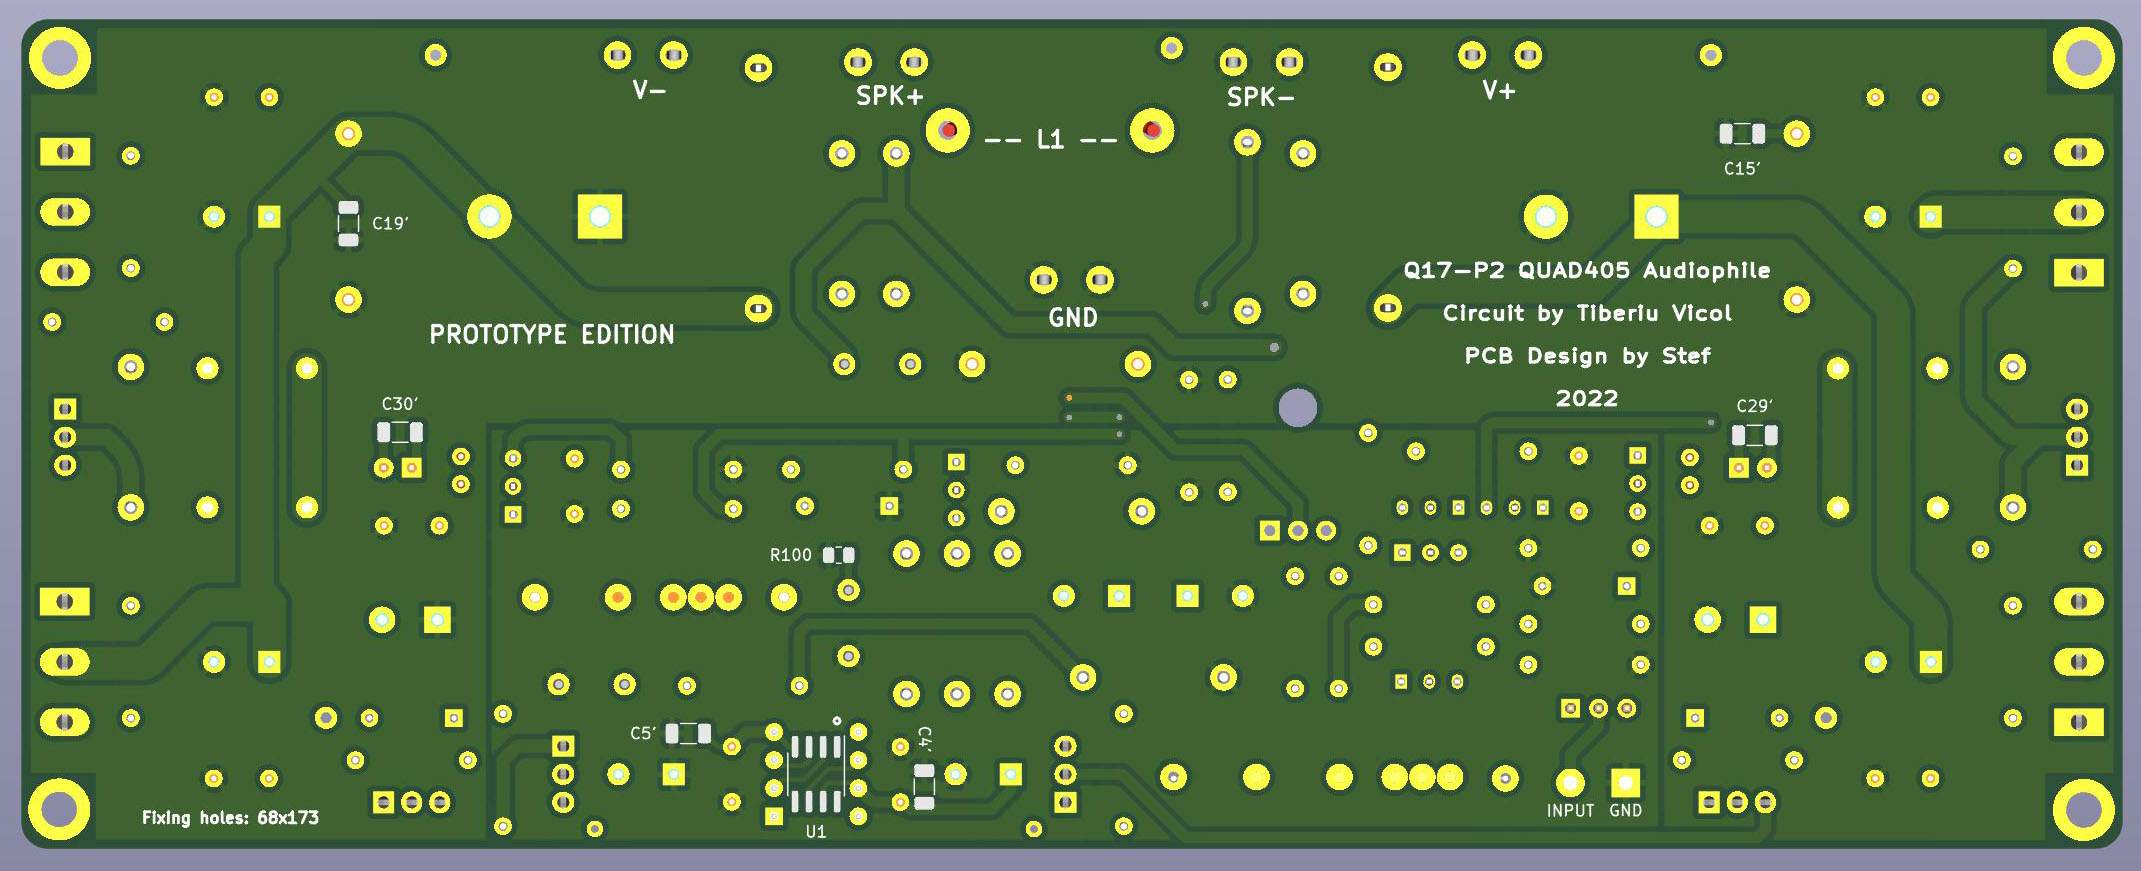 V-
SPK+
SPK-
V+
-- L1 --
C15′
C19′
Q17-P2 QUAD405 Audiophile
Circuit by Tiberiu Vicol
PCB Design by Stef
2022
GND
PROTOTYPE EDITION
C30′
C29′
R100
C5′
C4′
U1
INPUT
GND
Fixing holes: 68x173